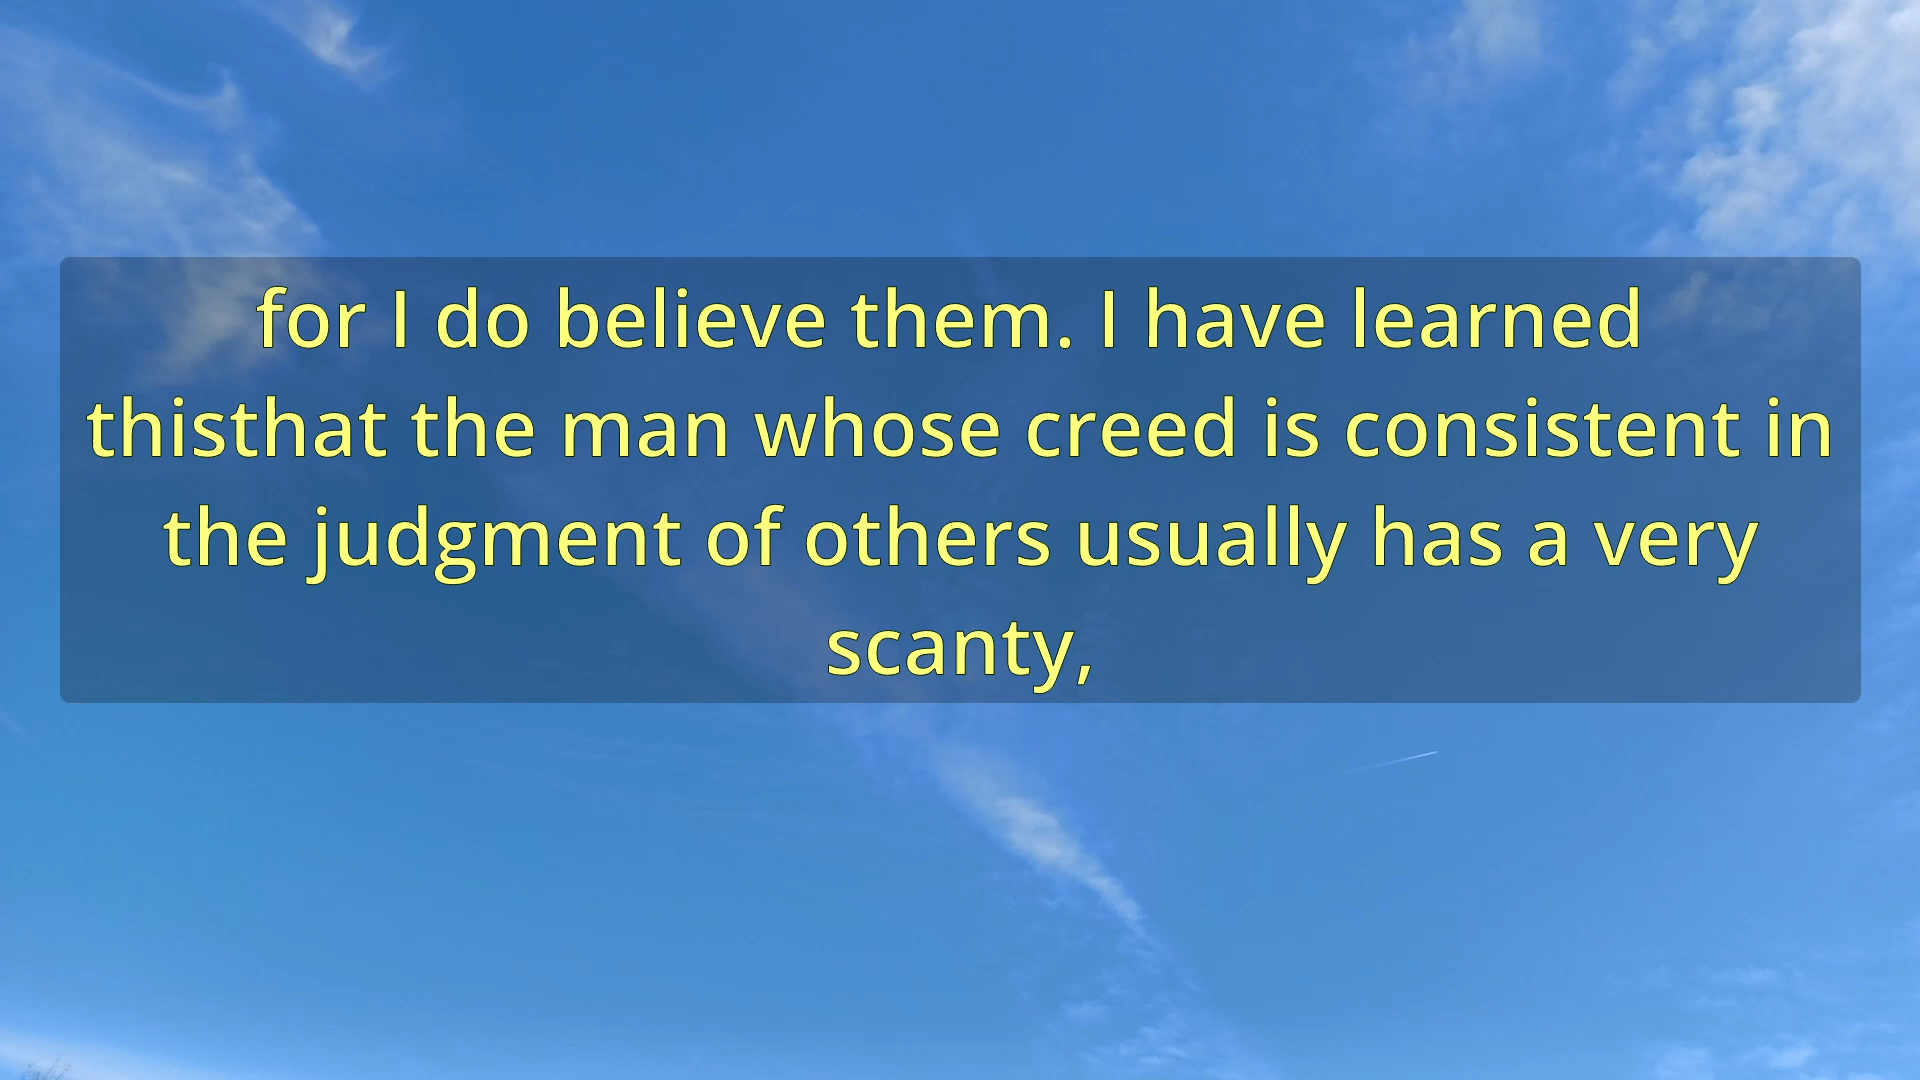 for I do believe them. I have learned
thisthat the man whose creed is consistent in
the judgment of others usually has a very
scanty,